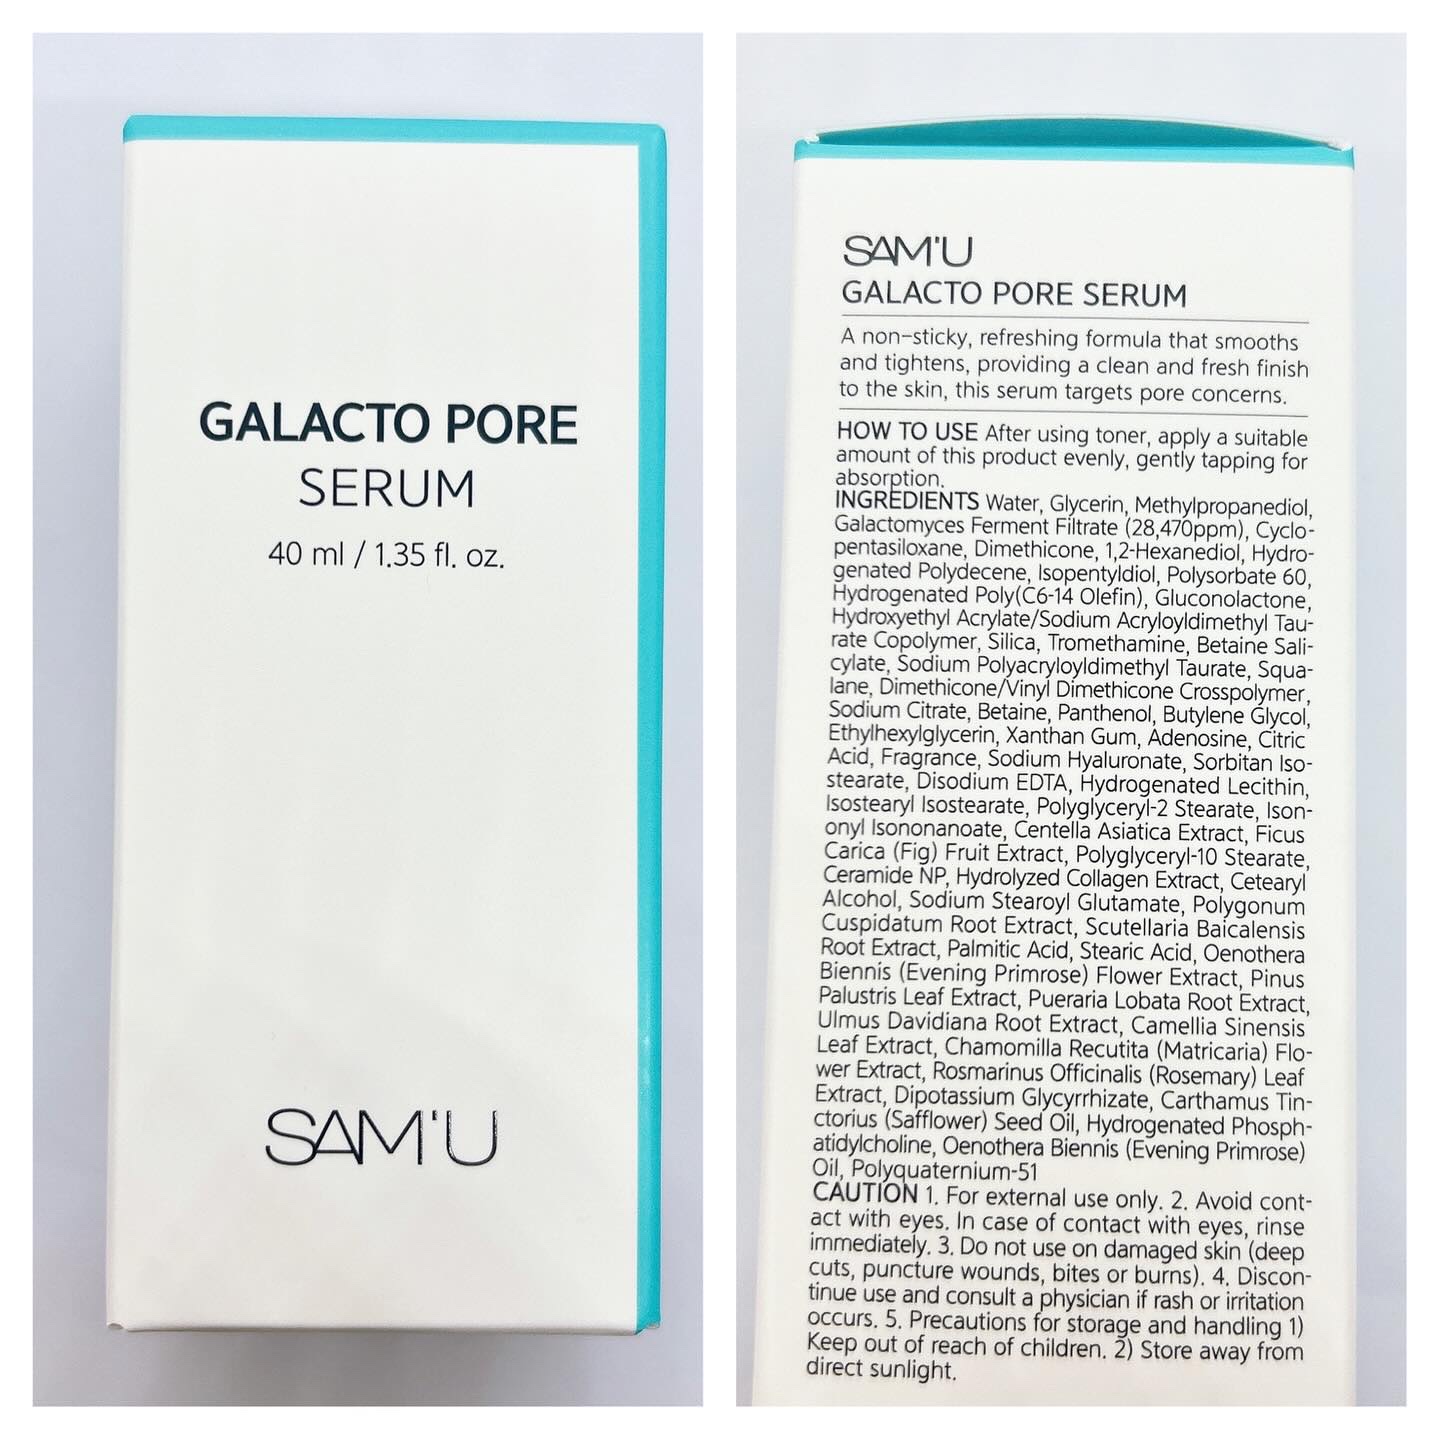 GALACTO PORE
SERUM
40 ml / 1.35 fl. oz.
SAM'U
SAM'U
GALACTO PORE SERUM
A non-sticky, refreshing formula that smooths
and tightens, providing a clean and fresh finish
to the skin, this serum targets pore concerns.
HOW TO USE After using toner, apply a suitable
amount of this product evenly, gently tapping for
absorption.
INGREDIENTS Water, Glycerin, Methylpropanediol,
Galactomyces Ferment Filtrate (28,470ppm), Cyclo-
pentasiloxane, Dimethicone, 1,2-Hexanediol, Hydro-
genated Polydecene, Isopentyldiol, Polysorbate 60,
Hydrogenated Poly(C6-14 Olefin), Gluconolactone,
Hydroxyethyl Acrylate/Sodium Acryloyldimethyl Tau-
rate Copolymer, Silica, Tromethamine, Betaine Sali-
cylate, Sodium Polyacryloyldimethyl Taurate, Squa-
lane, Dimethicone/Vinyl Dimethicone Crosspolymer,
Sodium Citrate, Betaine, Panthenol, Butylene Glycol,
Ethylhexylglycerin, Xanthan Gum, Adenosine, Citric
Acid, Fragrance, Sodium Hyaluronate, Sorbitan Iso-
stearate, Disodium EDTA, Hydrogenated Lecithin,
Isostearyl Isostearate, Polyglyceryl-2 Stearate, Ison-
onyl Isononanoate, Centella Asiatica Extract, Ficus
Carica (Fig) Fruit Extract, Polyglyceryl-10 Stearate,
Ceramide NP, Hydrolyzed Collagen Extract, Cetearyl
Alcohol, Sodium Stearoyl Glutamate, Polygonum
Cuspidatum Root Extract, Scutellaria Baicalensis
Root Extract, Palmitic Acid, Stearic Acid, Oenothera
Biennis (Evening Primrose) Flower Extract, Pinus
Palustris Leaf Extract, Pueraria Lobata Root Extract,
Ulmus Davidiana Root Extract, Camellia Sinensis
Leaf Extract, Chamomilla Recutita (Matricaria) Flo-
wer Extract, Rosmarinus Officinalis (Rosemary) Leaf
Extract, Dipotassium Glycyrrhizate, Carthamus Tin-
ctorius (Safflower) Seed Oil, Hydrogenated Phosph-
atidylcholine, Oenothera Biennis (Evening Primrose)
Oil, Polyquaternium-51
CAUTION 1. For external use only. 2. Avoid cont-
act with eyes. In case of contact with eyes, rinse
immediately. 3. Do not use on damaged skin (deep
cuts, puncture wounds, bites or burns). 4. Discon-
tinue use and consult a physician if rash or irritation
occurs. 5. Precautions for storage and handling 1)
Keep out of reach of children. 2) Store away from
direct sunlight.